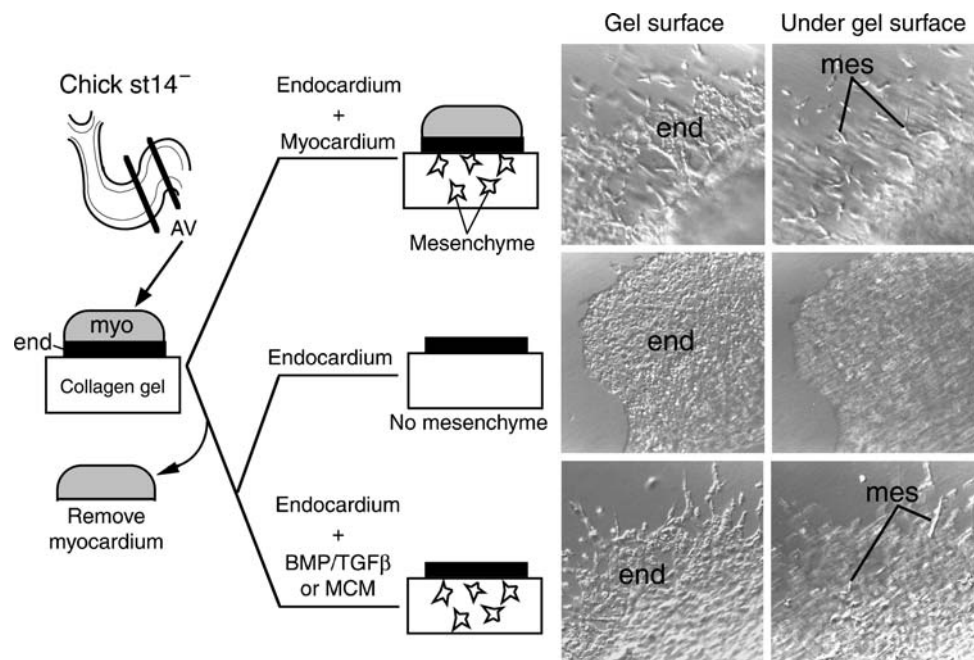 Gel surface
Under gel surface
Chick st14⁻
AV
myo
end
Collagen gel
Remove
myocardium
Endocardium
+
Myocardium
Mesenchyme
Endocardium
No mesenchyme
Endocardium
+
BMP/TGFβ
or MCM
end
mes
end
end
mes